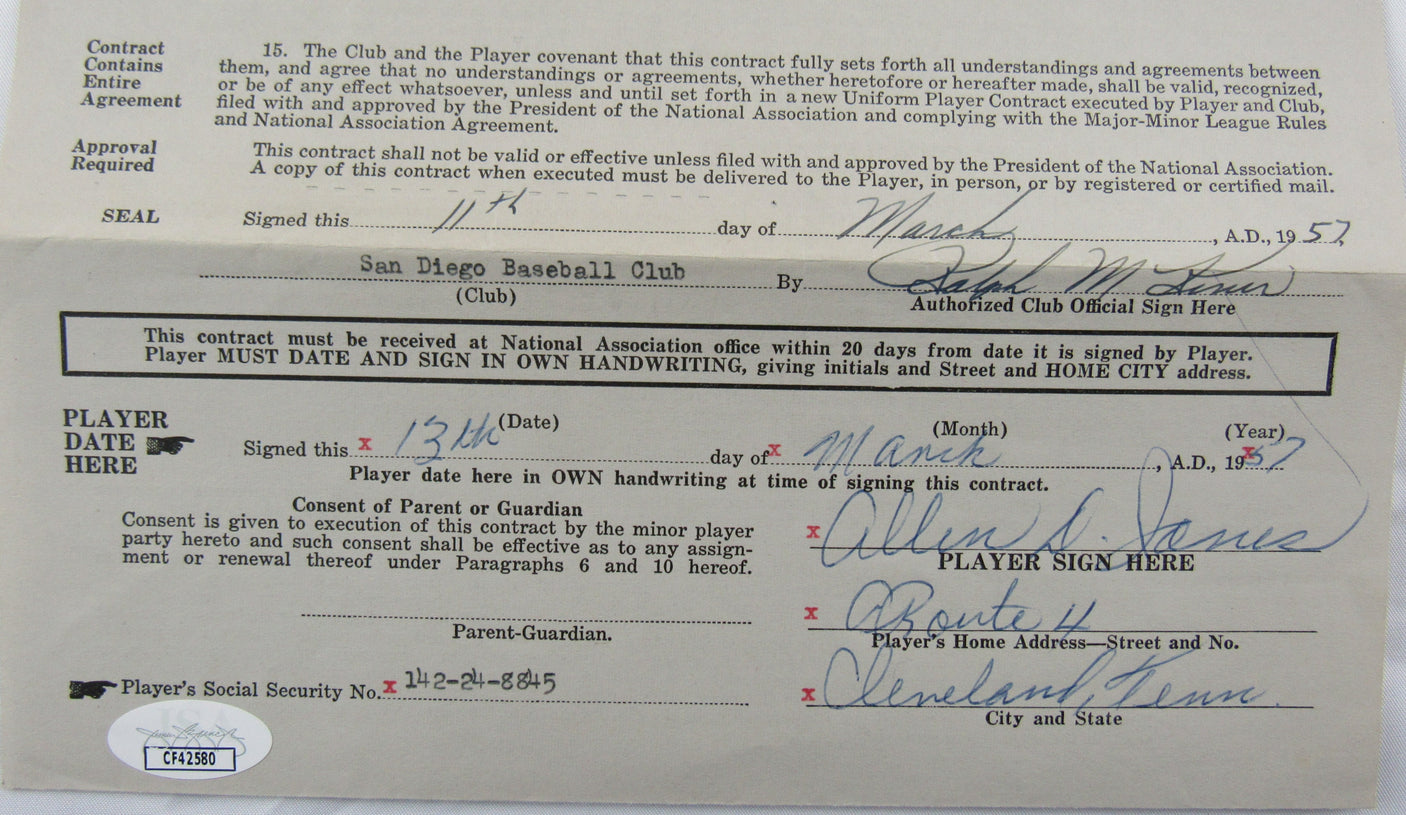 Contract
Contains
Entire
Agreement
15. The Club and the Player covenant that this contract fully sets forth all understandings and agreements between
them, and agree that no understandings or agreements, whether heretofore or hereafter made, shall be valid, recognized,
or be of any effect whatsoever, unless and until set forth in a new Uniform Player Contract executed by Player and Club,
filed with and approved by the President of the National Association and complying with the Major-Minor League Rules
and National Association Agreement.
Approval
Required
This contract shall not be valid or effective unless filed with and approved by the President of the National Association.
A copy of this contract when executed must be delivered to the Player, in person, or by registered or certified mail.
SEAL Signed this 11th day of March, A.D., 1957.
San Diego Baseball Club By Ralph M Kiner
(Club) Authorized Club Official Sign Here
This contract must be received at National Association office within 20 days from date it is signed by Player.
Player MUST DATE AND SIGN IN OWN HANDWRITING, giving initials and Street and HOME CITY address.
PLAYER
DATE
HERE
(Date) (Month) (Year)
Signed this x 13th day of x March, A.D., 19x57
Player date here in OWN handwriting at time of signing this contract.
Consent of Parent or Guardian
Consent is given to execution of this contract by the minor player
party hereto and such consent shall be effective as to any assign-
ment or renewal thereof under Paragraphs 6 and 10 hereof.
Parent-Guardian.
Player's Social Security No. x 142-24-8845
x Allen D. Jones
PLAYER SIGN HERE
x Route 4
Player's Home Address—Street and No.
x Cleveland, Tenn.
City and State
CF42580